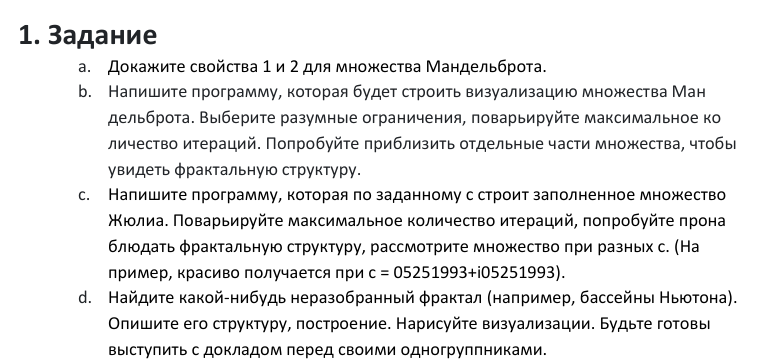 1. Задание
a. Докажите свойства 1 и 2 для множества Мандельброта.
b. Напишите программу, которая будет строить визуализацию множества Ман
дельброта. Выберите разумные ограничения, поварьируйте максимальное ко
личество итераций. Попробуйте приблизить отдельные части множества, чтобы
увидеть фрактальную структуру.
c. Напишите программу, которая по заданному c строит заполненное множество
Жюлиа. Поварьируйте максимальное количество итераций, попробуйте прона
блюдать фрактальную структуру, рассмотрите множество при разных с. (На
пример, красиво получается при с = 05251993+i05251993).
d. Найдите какой-нибудь неразобранный фрактал (например, бассейны Ньютона).
Опишите его структуру, построение. Нарисуйте визуализации. Будьте готовы
выступить с докладом перед своими одногруппниками.